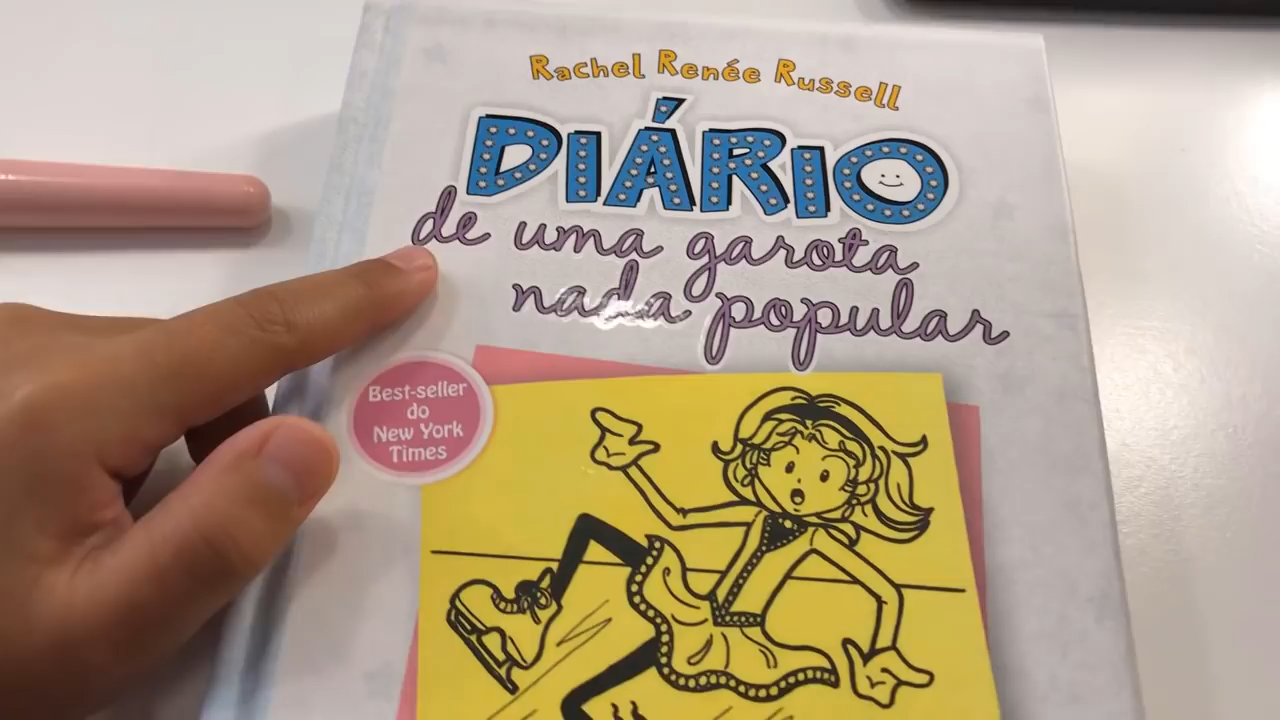 Rachel Renée Russell
DIÁRIO
de uma garota
nada popular
Best-seller
do
New York
Times